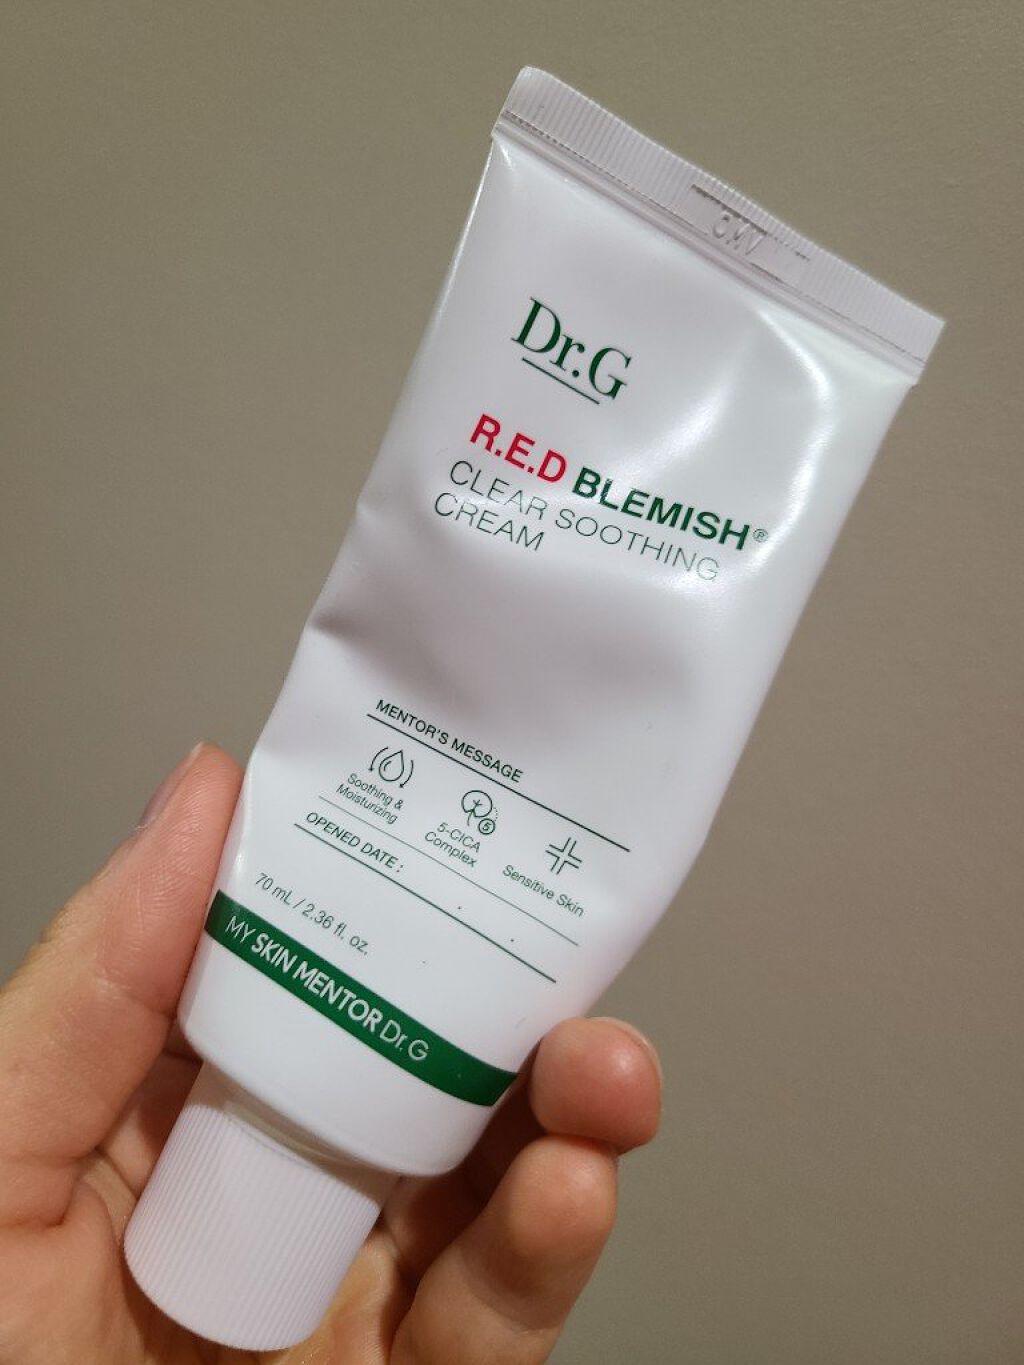 Dr.G
R.E.D BLEMISH®
CLEAR SOOTHING
CREAM
MENTOR'S MESSAGE
Soothing &
Moisturizing
5
5-CICA
Complex
Sensitive Skin
OPENED DATE : . .
70 mL / 2.36 fl. oz.
MY SKIN MENTOR Dr.G